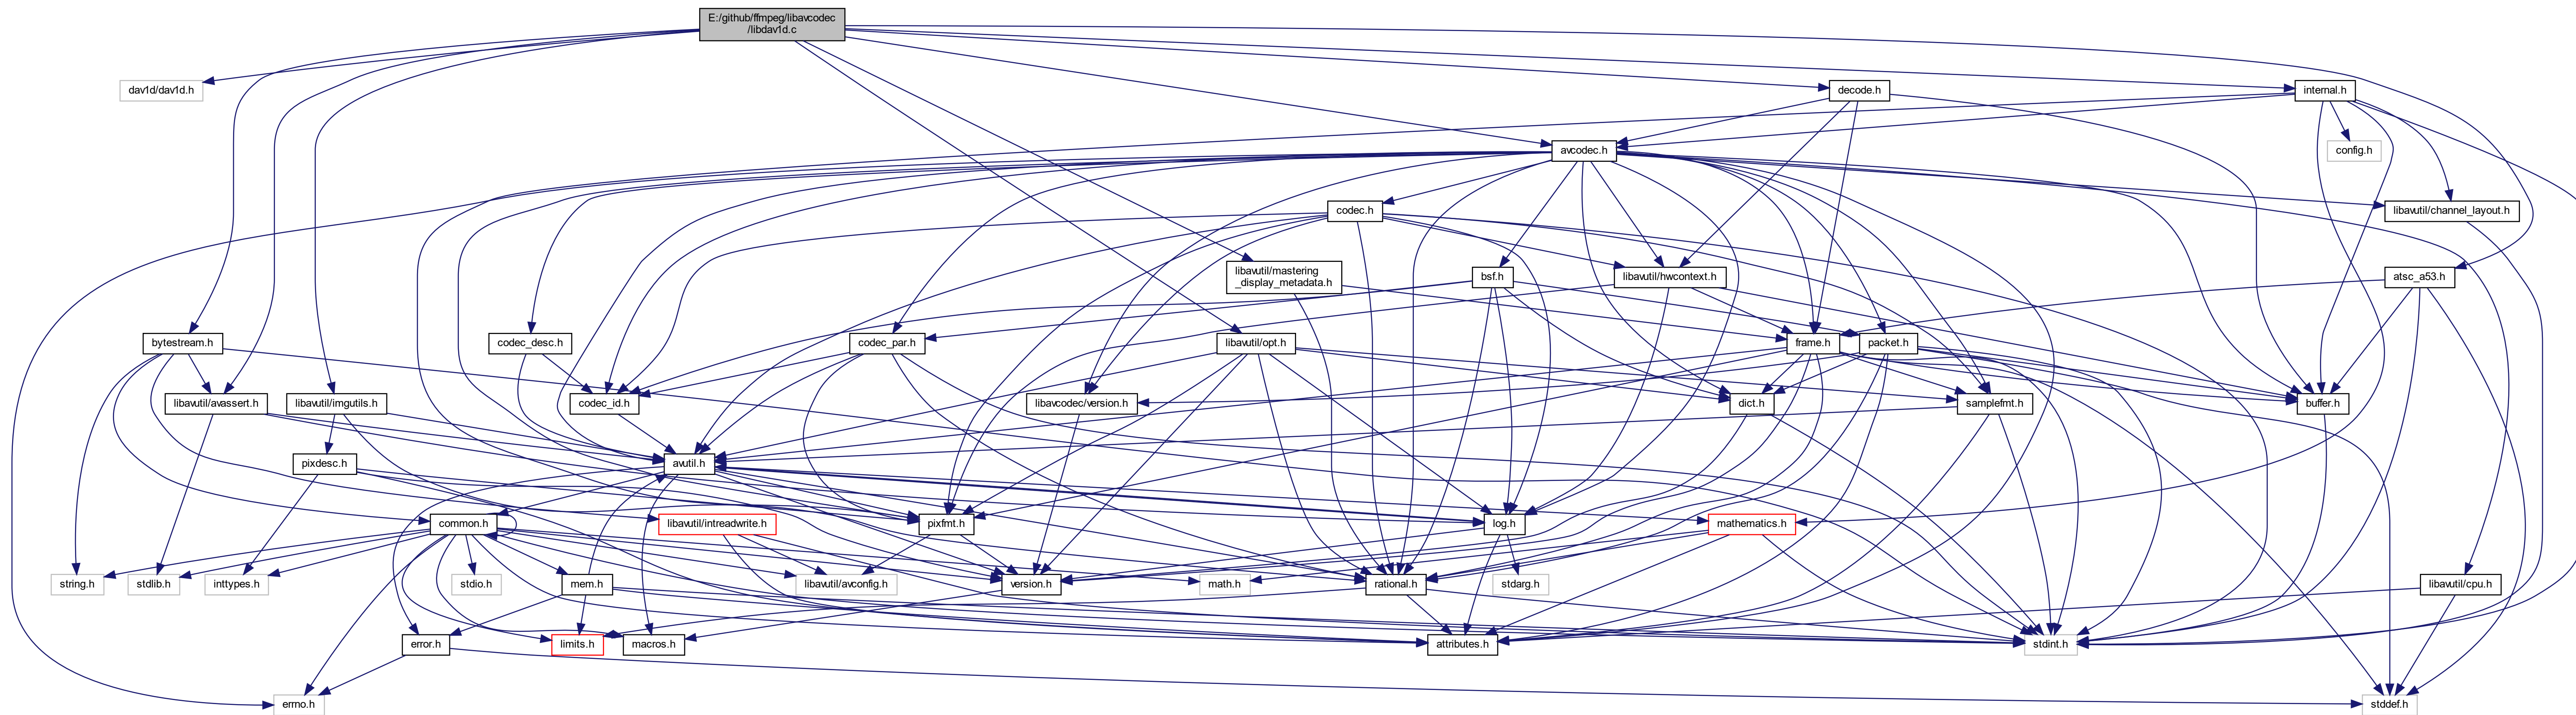 E:/github/ffmpeg/libavcodec
/libdav1d.c
dav1d/dav1d.h
decode.h
internal.h
avcodec.h
config.h
codec.h
libavutil/channel_layout.h
libavutil/mastering
_display_metadata.h
bsf.h
libavutil/hwcontext.h
atsc_a53.h
bytestream.h
codec_desc.h
codec_par.h
libavutil/opt.h
frame.h
packet.h
libavutil/avassert.h
libavutil/imgutils.h
codec_id.h
libavcodec/version.h
dict.h
samplefmt.h
buffer.h
pixdesc.h
avutil.h
common.h
libavutil/intreadwrite.h
pixfmt.h
log.h
mathematics.h
string.h
stdlib.h
inttypes.h
stdio.h
mem.h
libavutil/avconfig.h
version.h
math.h
rational.h
stdarg.h
libavutil/cpu.h
error.h
limits.h
macros.h
attributes.h
stdint.h
errno.h
stddef.h